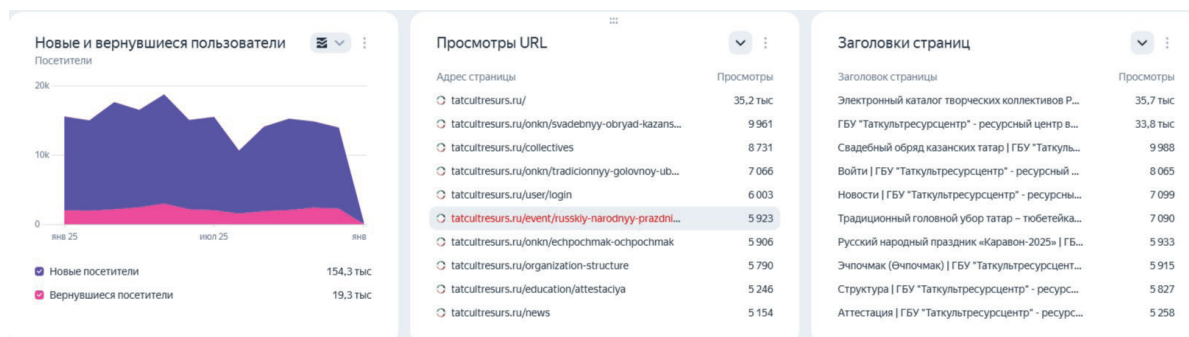 Новые и вернувшиеся пользователи
Посетители
20k
10k
0
янв 25
июл 25
янв
Новые посетители 154,3 тыс
Вернувшиеся посетители 19,3 тыс
Просмотры URL
Адрес страницы Просмотры
tatcultresurs.ru/ 35,2 тыс
tatcultresurs.ru/onkn/svadebnyy-obryad-kazans... 9 961
tatcultresurs.ru/collectives 8 731
tatcultresurs.ru/onkn/tradicionnyy-golovnoy-ub... 7 066
tatcultresurs.ru/user/login 6 003
tatcultresurs.ru/event/russkiy-narodnyy-prazdni... 5 923
tatcultresurs.ru/onkn/echpochmak-ochpochmak 5 906
tatcultresurs.ru/organization-structure 5 790
tatcultresurs.ru/education/attestaciya 5 246
tatcultresurs.ru/news 5 154
Заголовки страниц
Заголовок страницы Просмотры
Электронный каталог творческих коллективов Р... 35,7 тыс
ГБУ "Таткультресурсцентр" - ресурсный центр в... 33,8 тыс
Свадебный обряд казанских татар | ГБУ "Таткуль... 9 988
Войти | ГБУ "Таткультресурсцентр" - ресурсный ... 8 065
Новости | ГБУ "Таткультресурсцентр" - ресурсны... 7 099
Традиционный головной убор татар – тюбетейка... 7 090
Русский народный праздник «Каравон-2025» | ГБ... 5 933
Эчпочмак (Өчпочмак) | ГБУ "Таткультресурсцент... 5 915
Структура | ГБУ "Таткультресурсцентр" - ресурс... 5 827
Аттестация | ГБУ "Таткультресурсцентр" - ресурс... 5 258